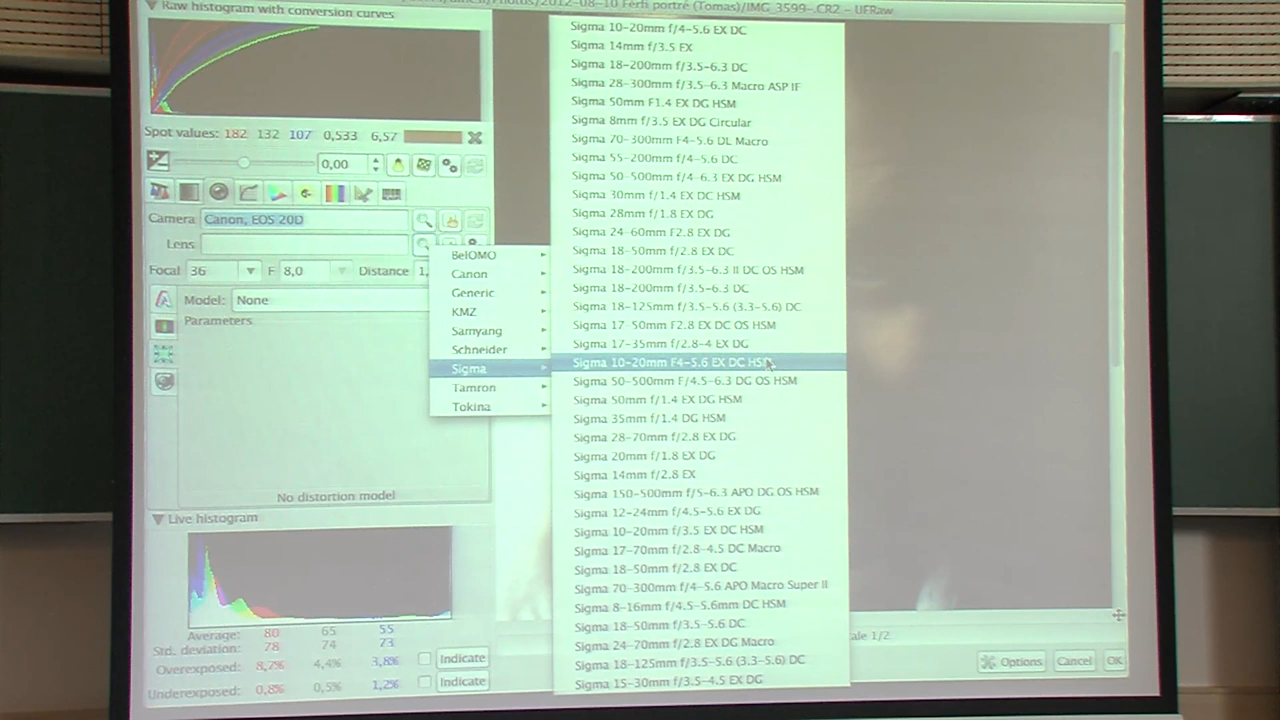 Raw histogram with conversion curves
Photos/2012-08-10 Férfi portré (Tomas)/IMG_3599-.CR2 - UFRaw
Spot values: 182 132 107 0,533 6,57
0,00
Camera Canon, EOS 20D
Lens
Focal 36 F 8,0 Distance 1,
Model: None
Parameters
No distortion model
BelOMO
Canon
Generic
KMZ
Samyang
Schneider
Sigma
Tamron
Tokina
Sigma 10-20mm f/4-5.6 EX DC
Sigma 14mm f/3.5 EX
Sigma 18-200mm f/3.5-6.3 DC
Sigma 28-300mm f/3.5-6.3 Macro ASP IF
Sigma 50mm F1.4 EX DG HSM
Sigma 8mm f/3.5 EX DG Circular
Sigma 70-300mm F4-5.6 DL Macro
Sigma 55-200mm f/4-5.6 DC
Sigma 50-500mm f/4-6.3 EX DG HSM
Sigma 30mm f/1.4 EX DC HSM
Sigma 28mm f/1.8 EX DG
Sigma 24-60mm F2.8 EX DG
Sigma 18-50mm f/2.8 EX DC
Sigma 18-200mm f/3.5-6.3 II DC OS HSM
Sigma 18-200mm f/3.5-6.3 DC
Sigma 18-125mm f/3.5-5.6 (3.3-5.6) DC
Sigma 17-50mm F2.8 EX DC OS HSM
Sigma 17-35mm f/2.8-4 EX DG
Sigma 10-20mm F4-5.6 EX DC HSM
Sigma 50-500mm F/4.5-6.3 DG OS HSM
Sigma 50mm f/1.4 EX DG HSM
Sigma 35mm f/1.4 DG HSM
Sigma 28-70mm f/2.8 EX DG
Sigma 20mm f/1.8 EX DG
Sigma 14mm f/2.8 EX
Sigma 150-500mm f/5-6.3 APO DG OS HSM
Sigma 12-24mm f/4.5-5.6 EX DG
Sigma 10-20mm f/3.5 EX DC HSM
Sigma 17-70mm f/2.8-4.5 DC Macro
Sigma 18-50mm f/2.8 EX DC
Sigma 70-300mm f/4-5.6 APO Macro Super II
Sigma 8-16mm f/4.5-5.6mm DC HSM
Sigma 18-50mm f/3.5-5.6 DC
Sigma 24-70mm f/2.8 EX DG Macro
Sigma 18-125mm f/3.5-5.6 (3.3-5.6) DC
Sigma 15-30mm f/3.5-4.5 EX DG
Live histogram
Average: 80 65 55
Std. deviation: 78 74 73
Overexposed: 8,7% 4,4% 3,8% Indicate
Underexposed: 0,8% 0,5% 1,2% Indicate
ale 1/2
Options Cancel OK